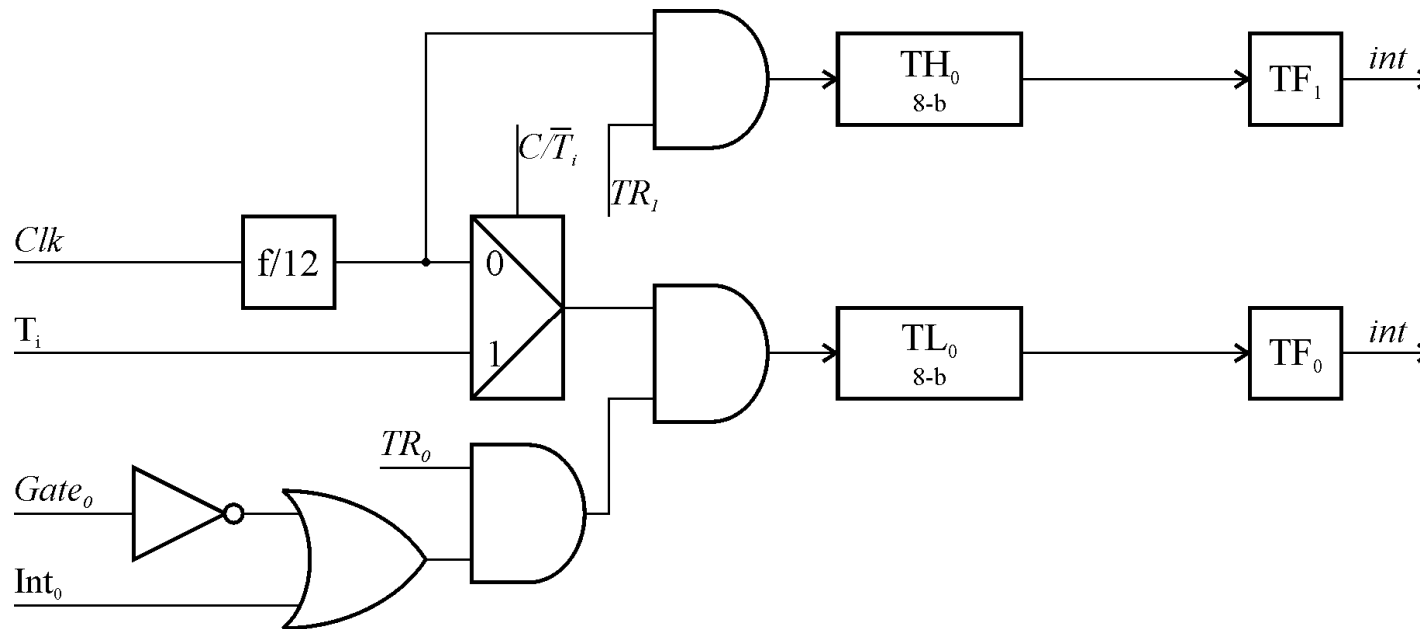 TH₀
8-b
TF₁
int
C/T̅ᵢ
TR₁
Clk
f/12
0
Tᵢ
1
TL₀
8-b
TF₀
int
TR₀
Gate₀
Int₀